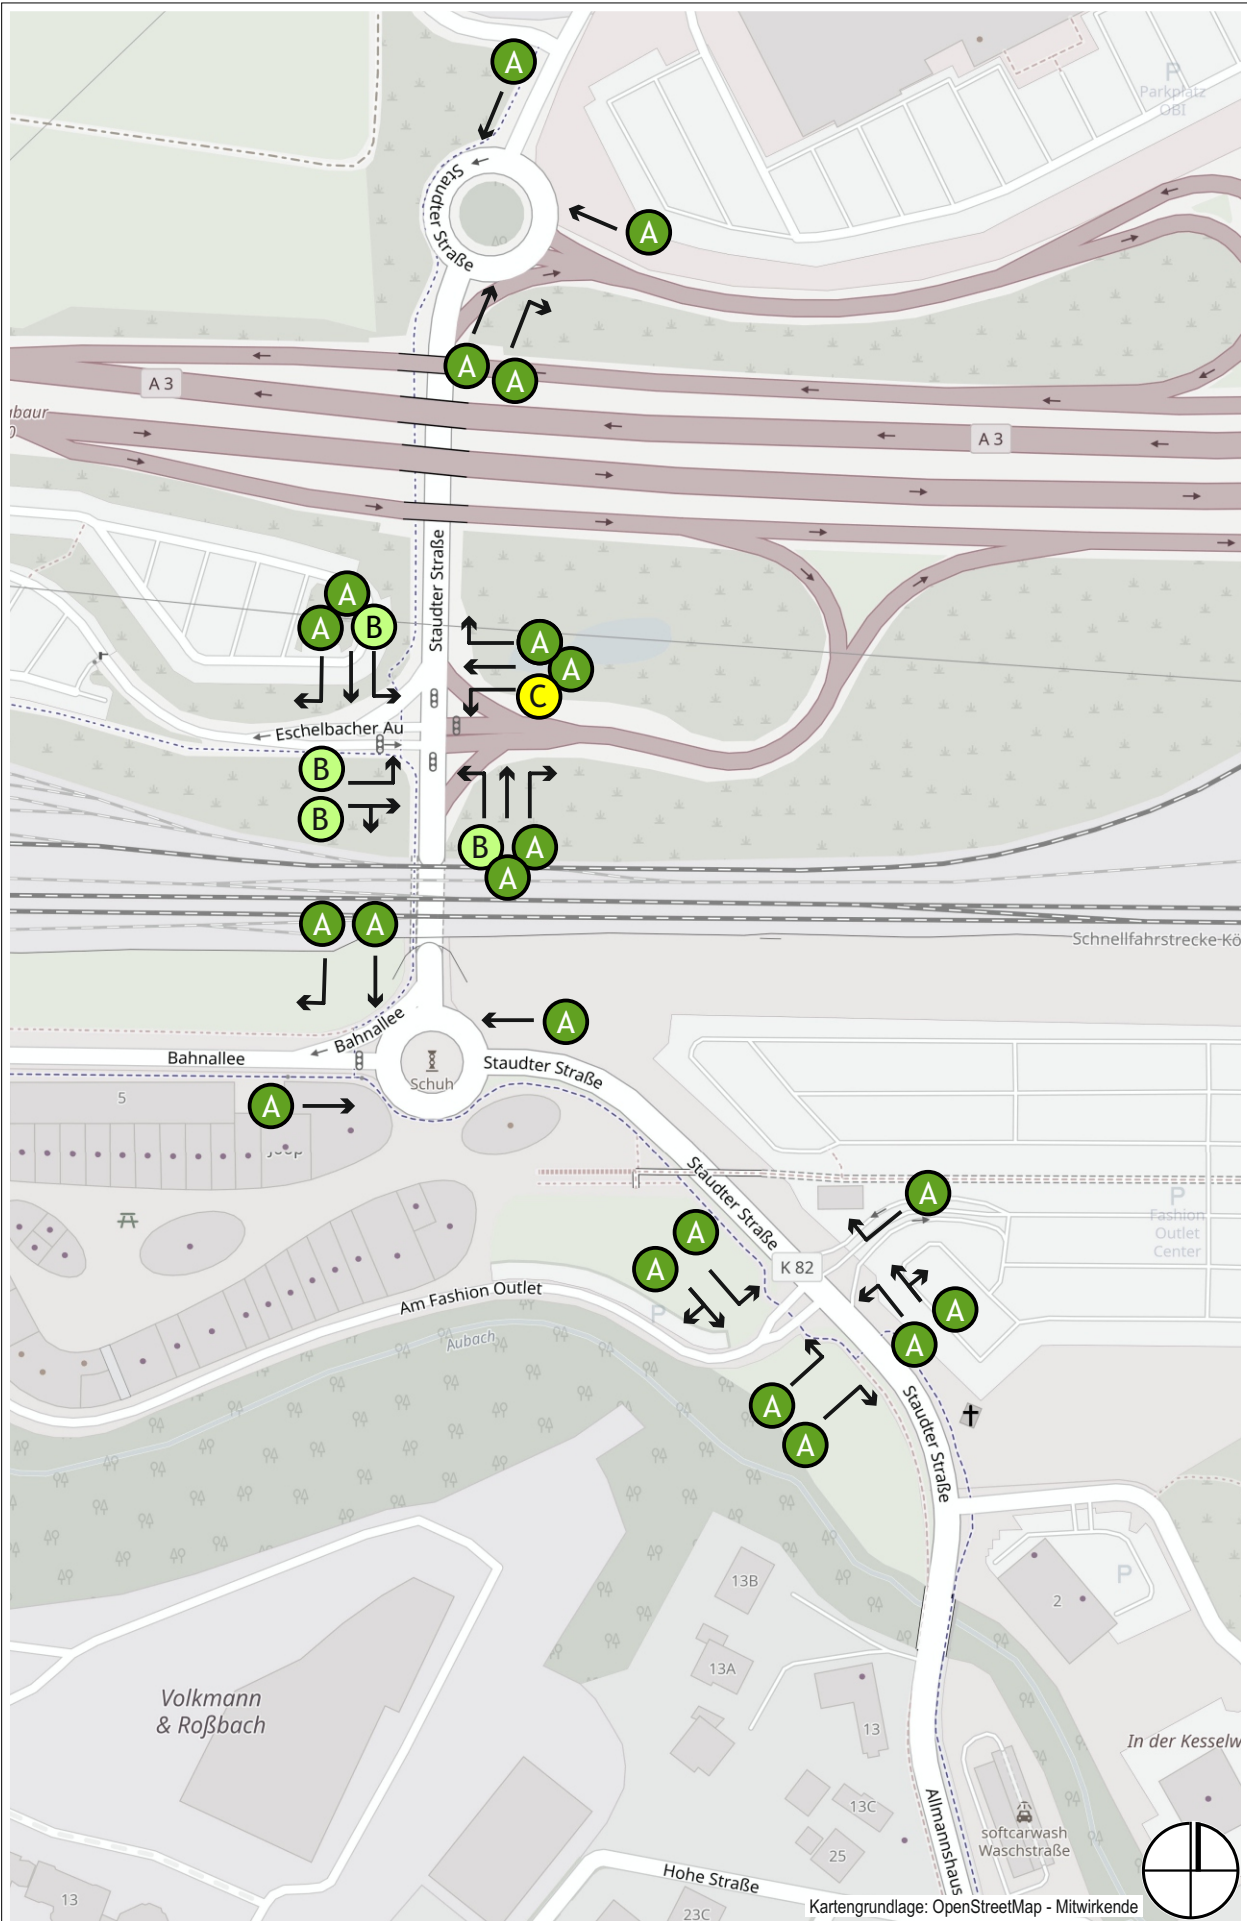 A
P
Parkplatz
OBI
Staudter Straße
A
A
A
A 3
A 3
Staudter Straße
A
A
B
A
A
C
Eschelbacher Au
B
B
B
A
A
A
A
Schnellfahrstrecke Kö
Bahnallee
Bahnallee
A
Staudter Straße
Schuh
5
A
Staudter Straße
A
P
Fashion
Outlet
Center
A
A
K 82
Am Fashion Outlet
P
Aubach
A
A
A
A
Staudter Straße
13B
P
2
13A
13
Volkmann
& Roßbach
In der Kesselw
Allmannshaus
13C
softcarwash
Waschstraße
25
Hohe Straße
13
23C
Kartengrundlage: OpenStreetMap - Mitwirkende